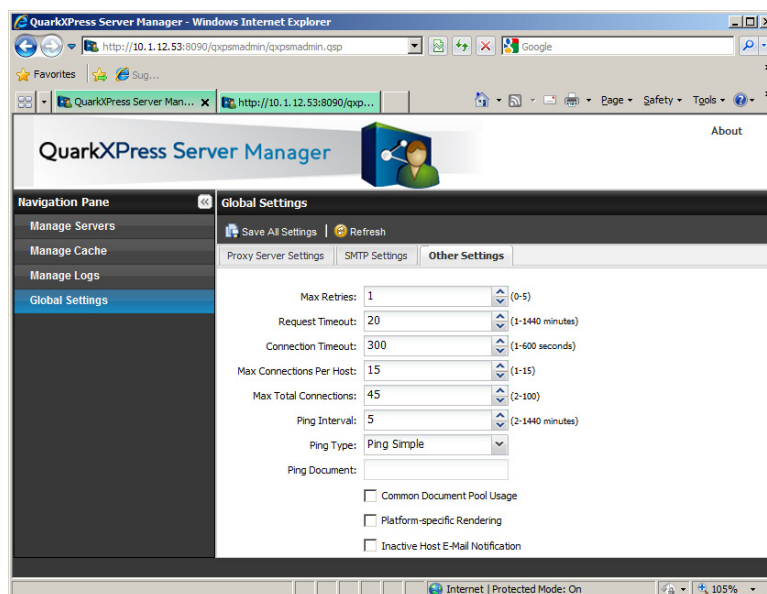 QuarkXPress Server Manager - Windows Internet Explorer
http://10.1.12.53:8090/qxpsmadmin/qxpsmadmin.qsp
Google
Favorites
Sug...
QuarkXPress Server Man...
http://10.1.12.53:8090/qxp...
Page
Safety
Tools
About
QuarkXPress Server Manager
Navigation Pane
Manage Servers
Manage Cache
Manage Logs
Global Settings
Global Settings
Save All Settings
Refresh
Proxy Server Settings
SMTP Settings
Other Settings
Max Retries: 1 (0-5)
Request Timeout: 20 (1-1440 minutes)
Connection Timeout: 300 (1-600 seconds)
Max Connections Per Host: 15 (1-15)
Max Total Connections: 45 (2-100)
Ping Interval: 5 (2-1440 minutes)
Ping Type: Ping Simple
Ping Document:
Common Document Pool Usage
Platform-specific Rendering
Inactive Host E-Mail Notification
Internet | Protected Mode: On
105%